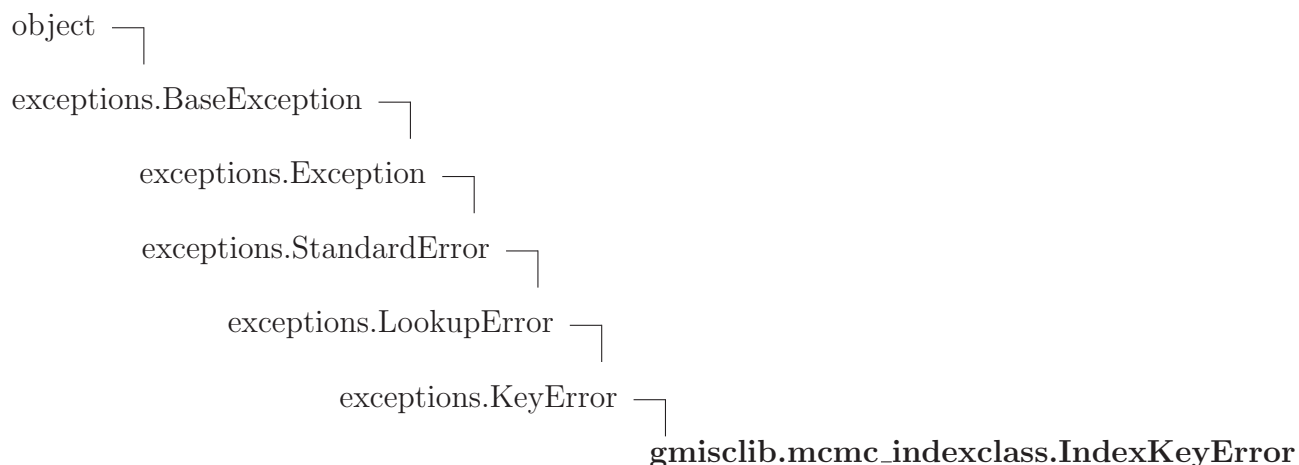 object
exceptions.BaseException
exceptions.Exception
exceptions.StandardError
exceptions.LookupError
exceptions.KeyError
gmisclib.mcmc_indexclass.IndexKeyError